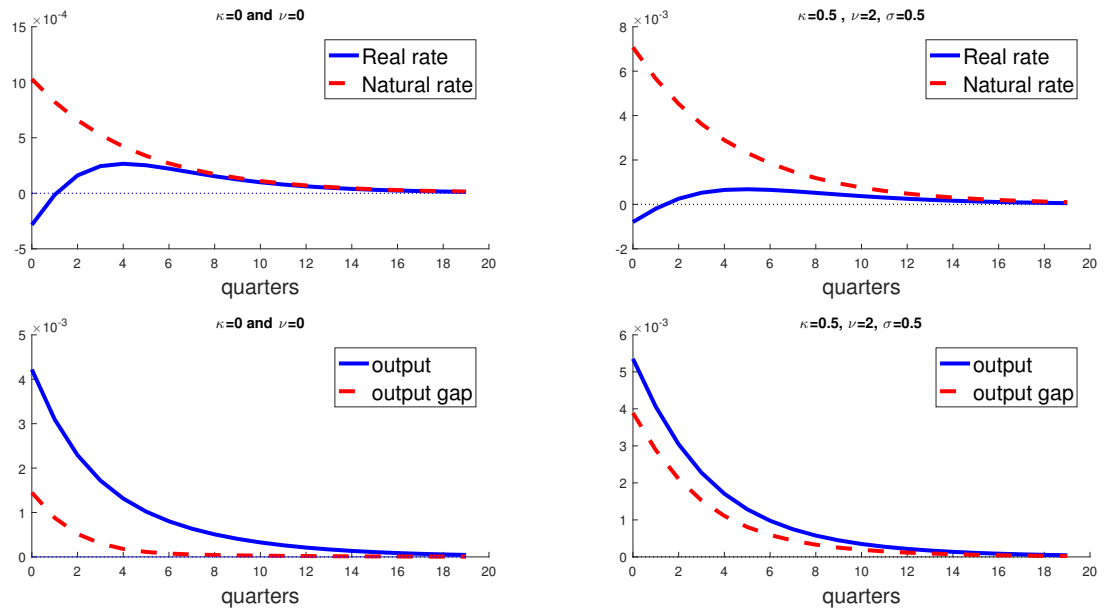 κ=0 and ν=0
×10⁻⁴
15
10
5
0
-5
Real rate
Natural rate
0 2 4 6 8 10 12 14 16 18 20
quarters
κ=0.5 , ν=2, σ=0.5
×10⁻³
8
6
4
2
0
-2
Real rate
Natural rate
0 2 4 6 8 10 12 14 16 18 20
quarters
κ=0 and ν=0
×10⁻³
5
4
3
2
1
0
output
output gap
0 2 4 6 8 10 12 14 16 18 20
quarters
κ=0.5, ν=2, σ=0.5
×10⁻³
6
5
4
3
2
1
0
output
output gap
0 2 4 6 8 10 12 14 16 18 20
quarters